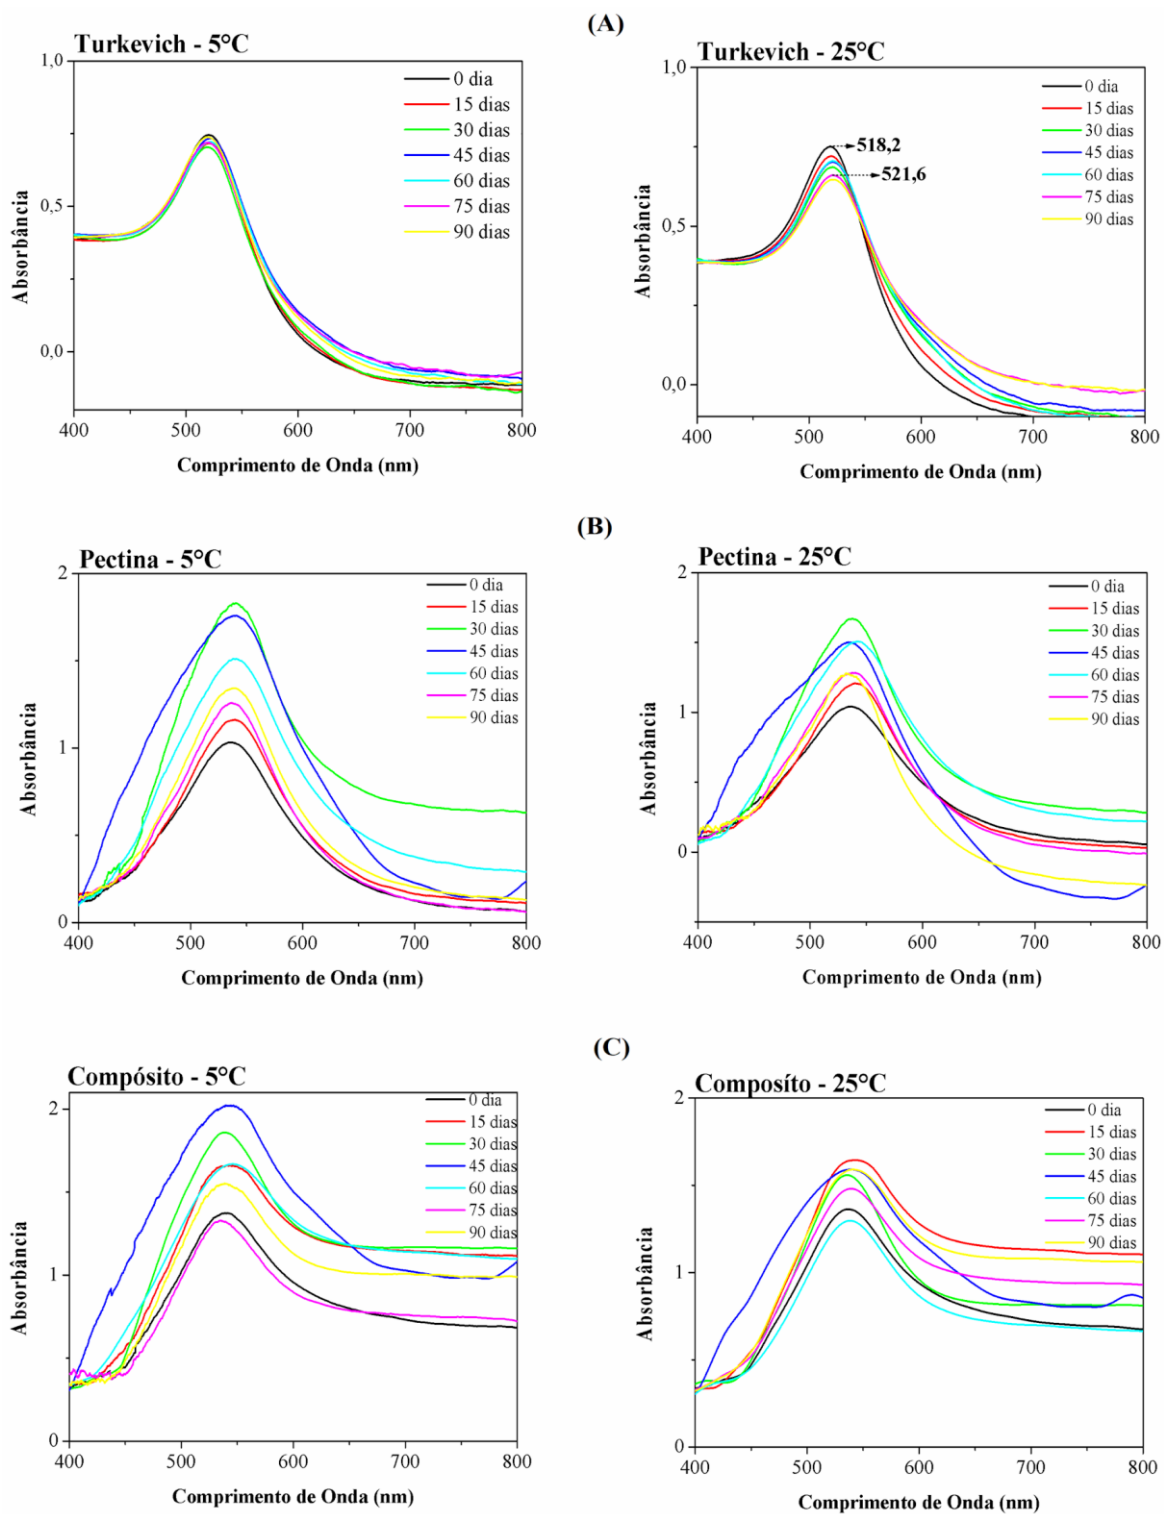 (A)
Turkevich - 5°C
1,0
0,5
0,0
Absorbância
0 dia
15 dias
30 dias
45 dias
60 dias
75 dias
90 dias
400 500 600 700 800
Comprimento de Onda (nm)
Turkevich - 25°C
1,0
0,5
0,0
Absorbância
0 dia
15 dias
30 dias
45 dias
60 dias
75 dias
90 dias
518,2
521,6
400 500 600 700 800
Comprimento de Onda (nm)
(B)
Pectina - 5°C
2
1
0
Absorbância
0 dia
15 dias
30 dias
45 dias
60 dias
75 dias
90 dias
400 500 600 700 800
Comprimento de Onda (nm)
Pectina - 25°C
2
1
0
Absorbância
0 dia
15 dias
30 dias
45 dias
60 dias
75 dias
90 dias
400 500 600 700 800
Comprimento de Onda (nm)
(C)
Compósito - 5°C
2
1
0
Absorbância
0 dia
15 dias
30 dias
45 dias
60 dias
75 dias
90 dias
400 500 600 700 800
Comprimento de Onda (nm)
Composíto - 25°C
2
1
0
Absorbância
0 dia
15 dias
30 dias
45 dias
60 dias
75 dias
90 dias
400 500 600 700 800
Comprimento de Onda (nm)